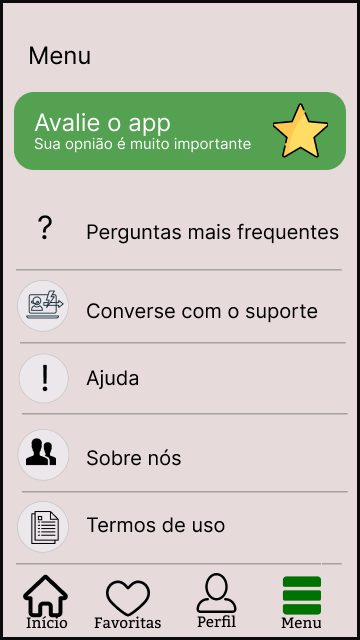 Menu
Avalie o app
Sua opnião é muito importante
? Perguntas mais frequentes
Converse com o suporte
! Ajuda
Sobre nós
Termos de uso
Início Favoritas Perfil Menu